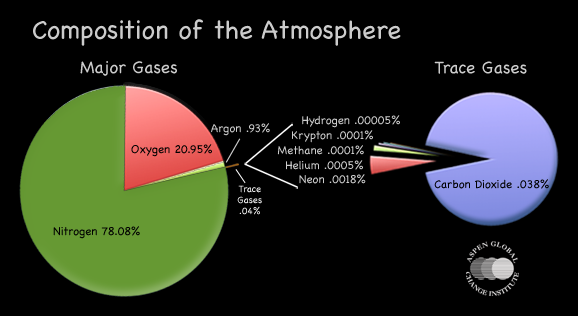 Composition of the Atmosphere
Major Gases
Trace Gases
Argon .93%
Oxygen 20.95%
Nitrogen 78.08%
Trace
Gases
.04%
Hydrogen .00005%
Krypton .0001%
Methane .0001%
Helium .0005%
Neon .0018%
Carbon Dioxide .038%
ASPEN GLOBAL
CHANGE INSTITUTE